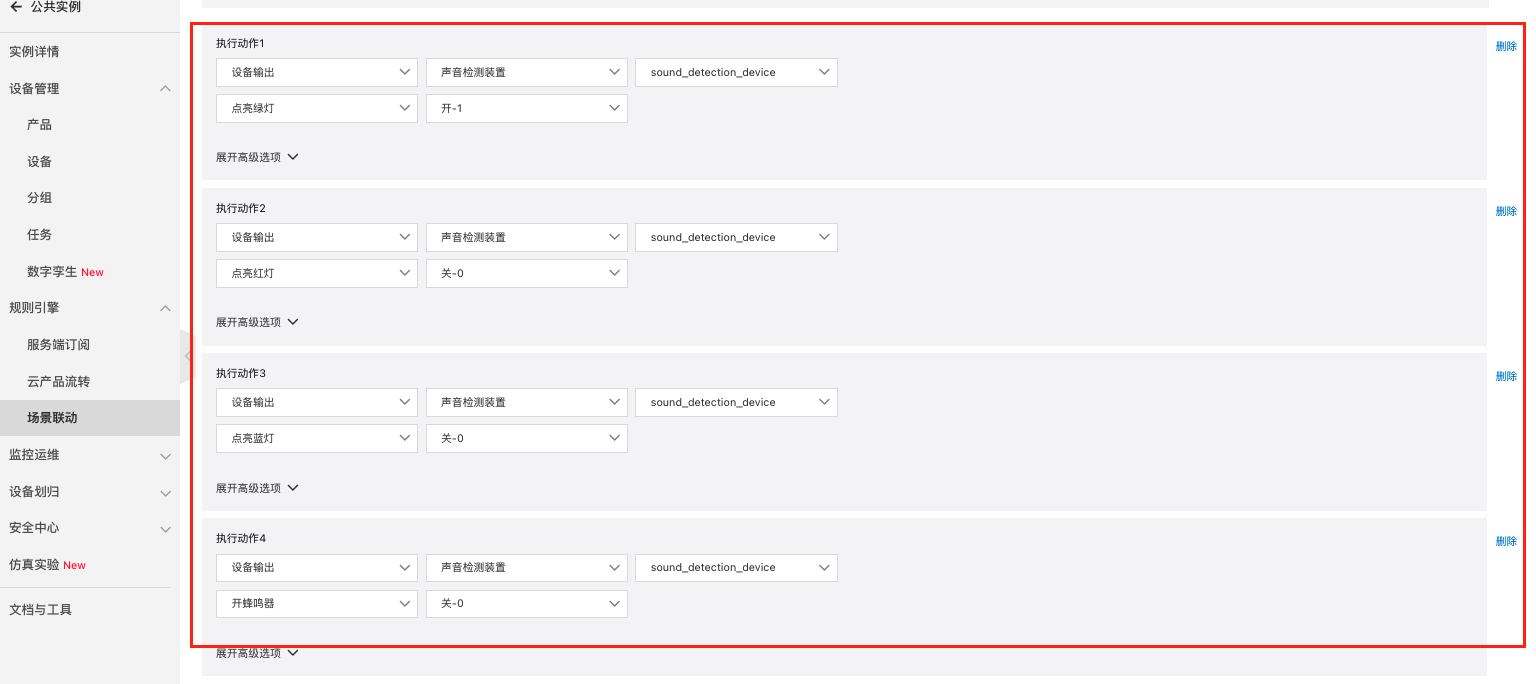 公共实例
实例详情
设备管理
产品
设备
分组
任务
数字孪生 New
规则引擎
服务端订阅
云产品流转
场景联动
监控运维
设备划归
安全中心
仿真实验 New
文档与工具
执行动作1
删除
设备输出 声音检测装置 sound_detection_device
点亮绿灯 开-1
展开高级选项
执行动作2
删除
设备输出 声音检测装置 sound_detection_device
点亮红灯 关-0
展开高级选项
执行动作3
删除
设备输出 声音检测装置 sound_detection_device
点亮蓝灯 关-0
展开高级选项
执行动作4
删除
设备输出 声音检测装置 sound_detection_device
开蜂鸣器 关-0
展开高级选项